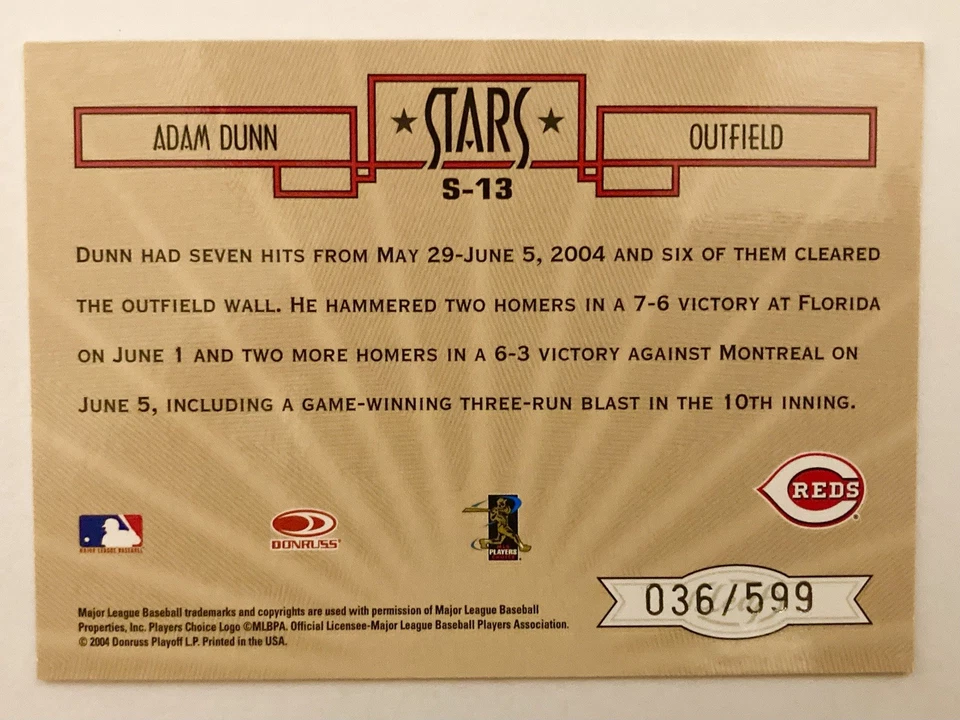 ADAM DUNN
STARS
OUTFIELD
S-13
DUNN HAD SEVEN HITS FROM MAY 29-JUNE 5, 2004 AND SIX OF THEM CLEARED
THE OUTFIELD WALL. HE HAMMERED TWO HOMERS IN A 7-6 VICTORY AT FLORIDA
ON JUNE 1 AND TWO MORE HOMERS IN A 6-3 VICTORY AGAINST MONTREAL ON
JUNE 5, INCLUDING A GAME-WINNING THREE-RUN BLAST IN THE 10TH INNING.
REDS
MAJOR LEAGUE BASEBALL
DONRUSS
PLAYERS
CHOICE
036/599
Major League Baseball trademarks and copyrights are used with permission of Major League Baseball
Properties, Inc. Players Choice Logo ©MLBPA. Official Licensee-Major League Baseball Players Association.
© 2004 Donruss Playoff L.P. Printed in the USA.